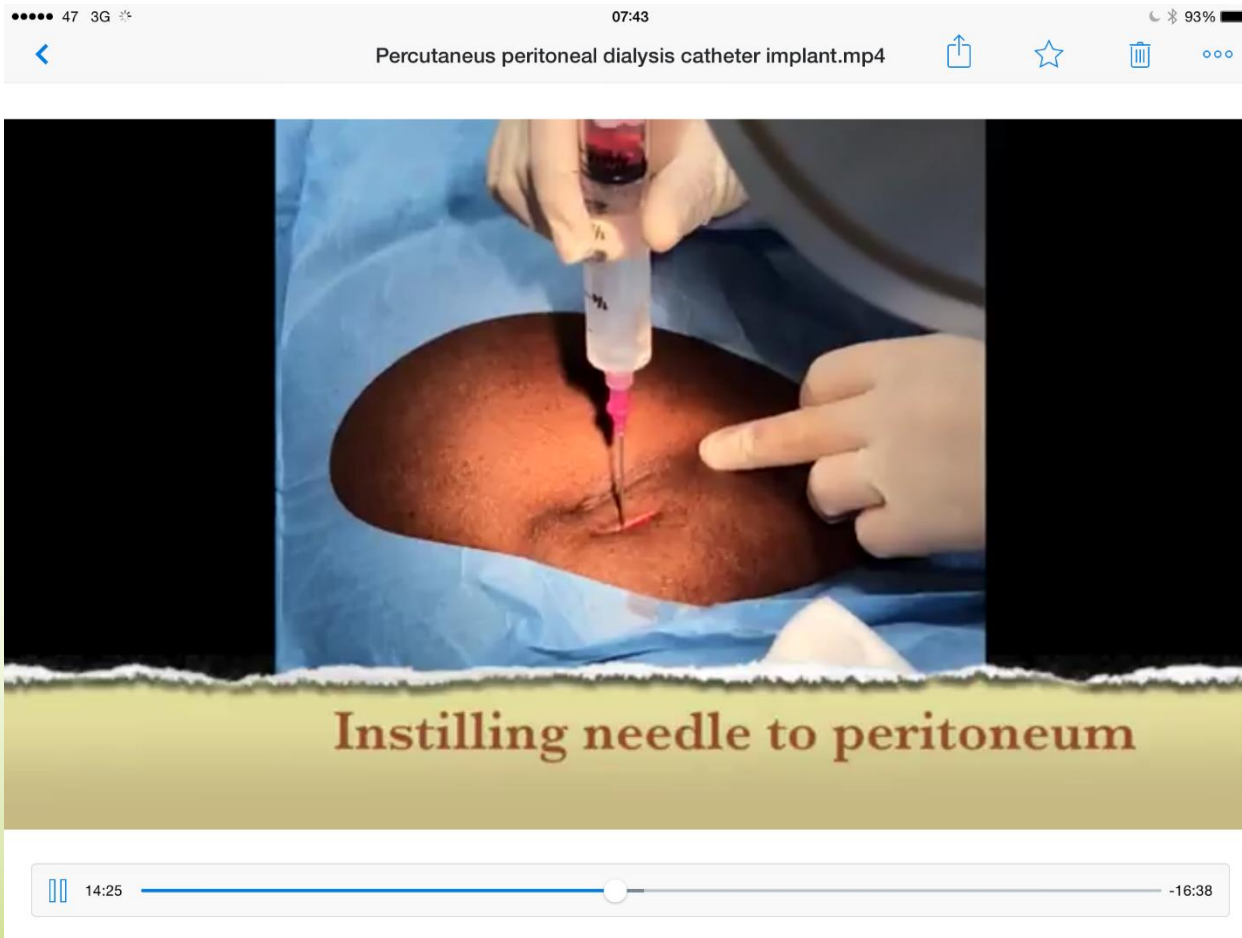 47 3G 07:43 93%
Percutaneus peritoneal dialysis catheter implant.mp4
Instilling needle to peritoneum
14:25 -16:38